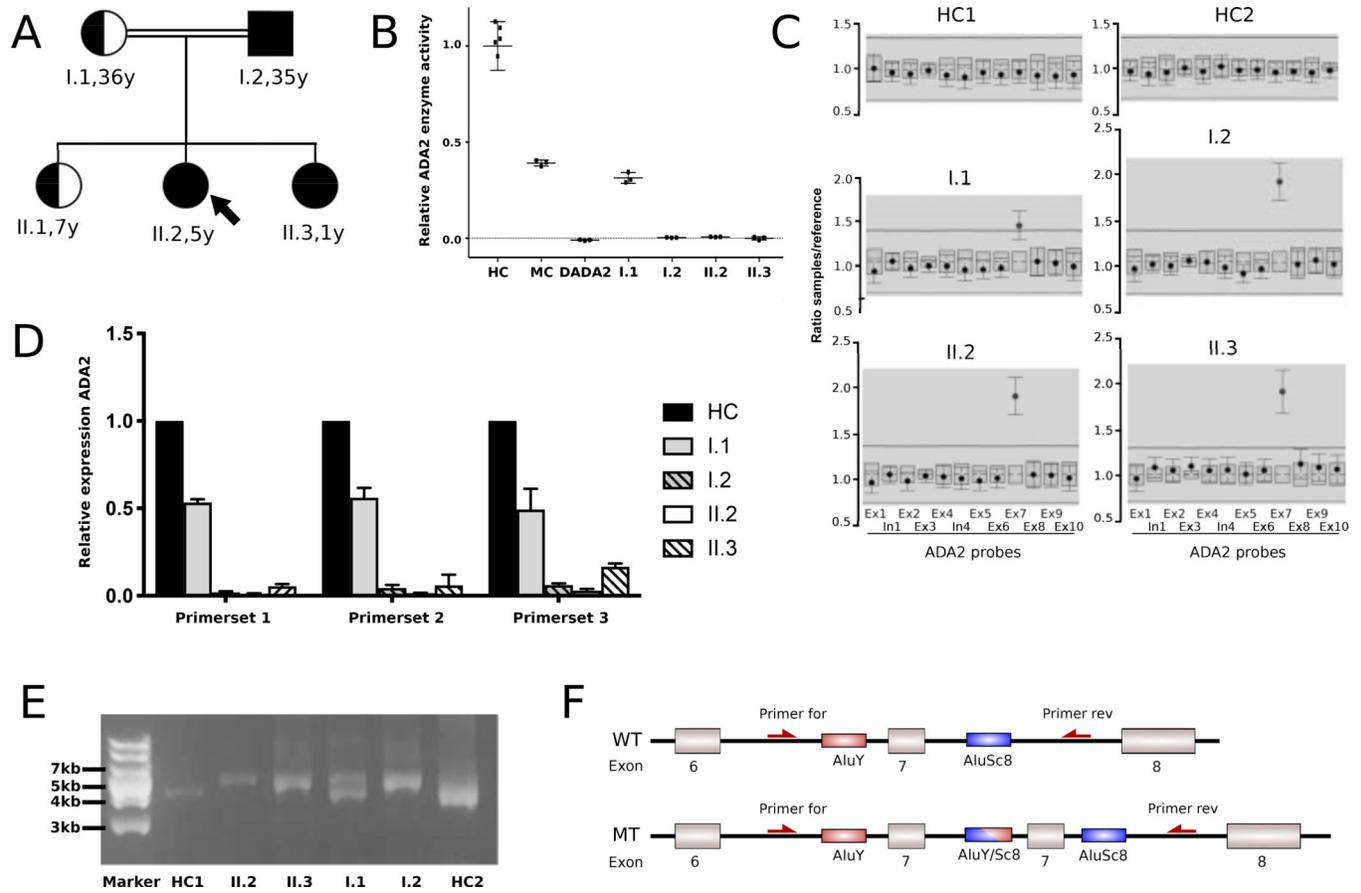 A
I.1,36y
I.2,35y
II.1,7y
II.2,5y
II.3,1y
B
Relative ADA2 enzyme activity
1.0
0.5
0.0
HC MC DADA2 I.1 I.2 II.2 II.3
C
Ratio samples/reference
HC1
1.5
1.0
0.5
HC2
1.5
1.0
0.5
I.1
2.0
1.5
1.0
0.5
I.2
2.5
2.0
1.5
1.0
0.5
II.2
2.5
2.0
1.5
1.0
0.5
Ex1 Ex2 Ex4 Ex5 Ex7 Ex9
In1 Ex3 In4 Ex6 Ex8 Ex10
ADA2 probes
II.3
2.5
2.0
1.5
1.0
0.5
Ex1 Ex2 Ex4 Ex5 Ex7 Ex9
In1 Ex3 In4 Ex6 Ex8 Ex10
ADA2 probes
D
Relative expression ADA2
1.5
1.0
0.5
0.0
Primerset 1 Primerset 2 Primerset 3
HC
I.1
I.2
II.2
II.3
E
7kb
5kb
4kb
3kb
Marker HC1 II.2 II.3 I.1 I.2 HC2
F
Primer for Primer rev
WT
AluY AluSc8
Exon 6 7 8
Primer for Primer rev
MT
AluY AluY/Sc8 AluSc8
Exon 6 7 7 8